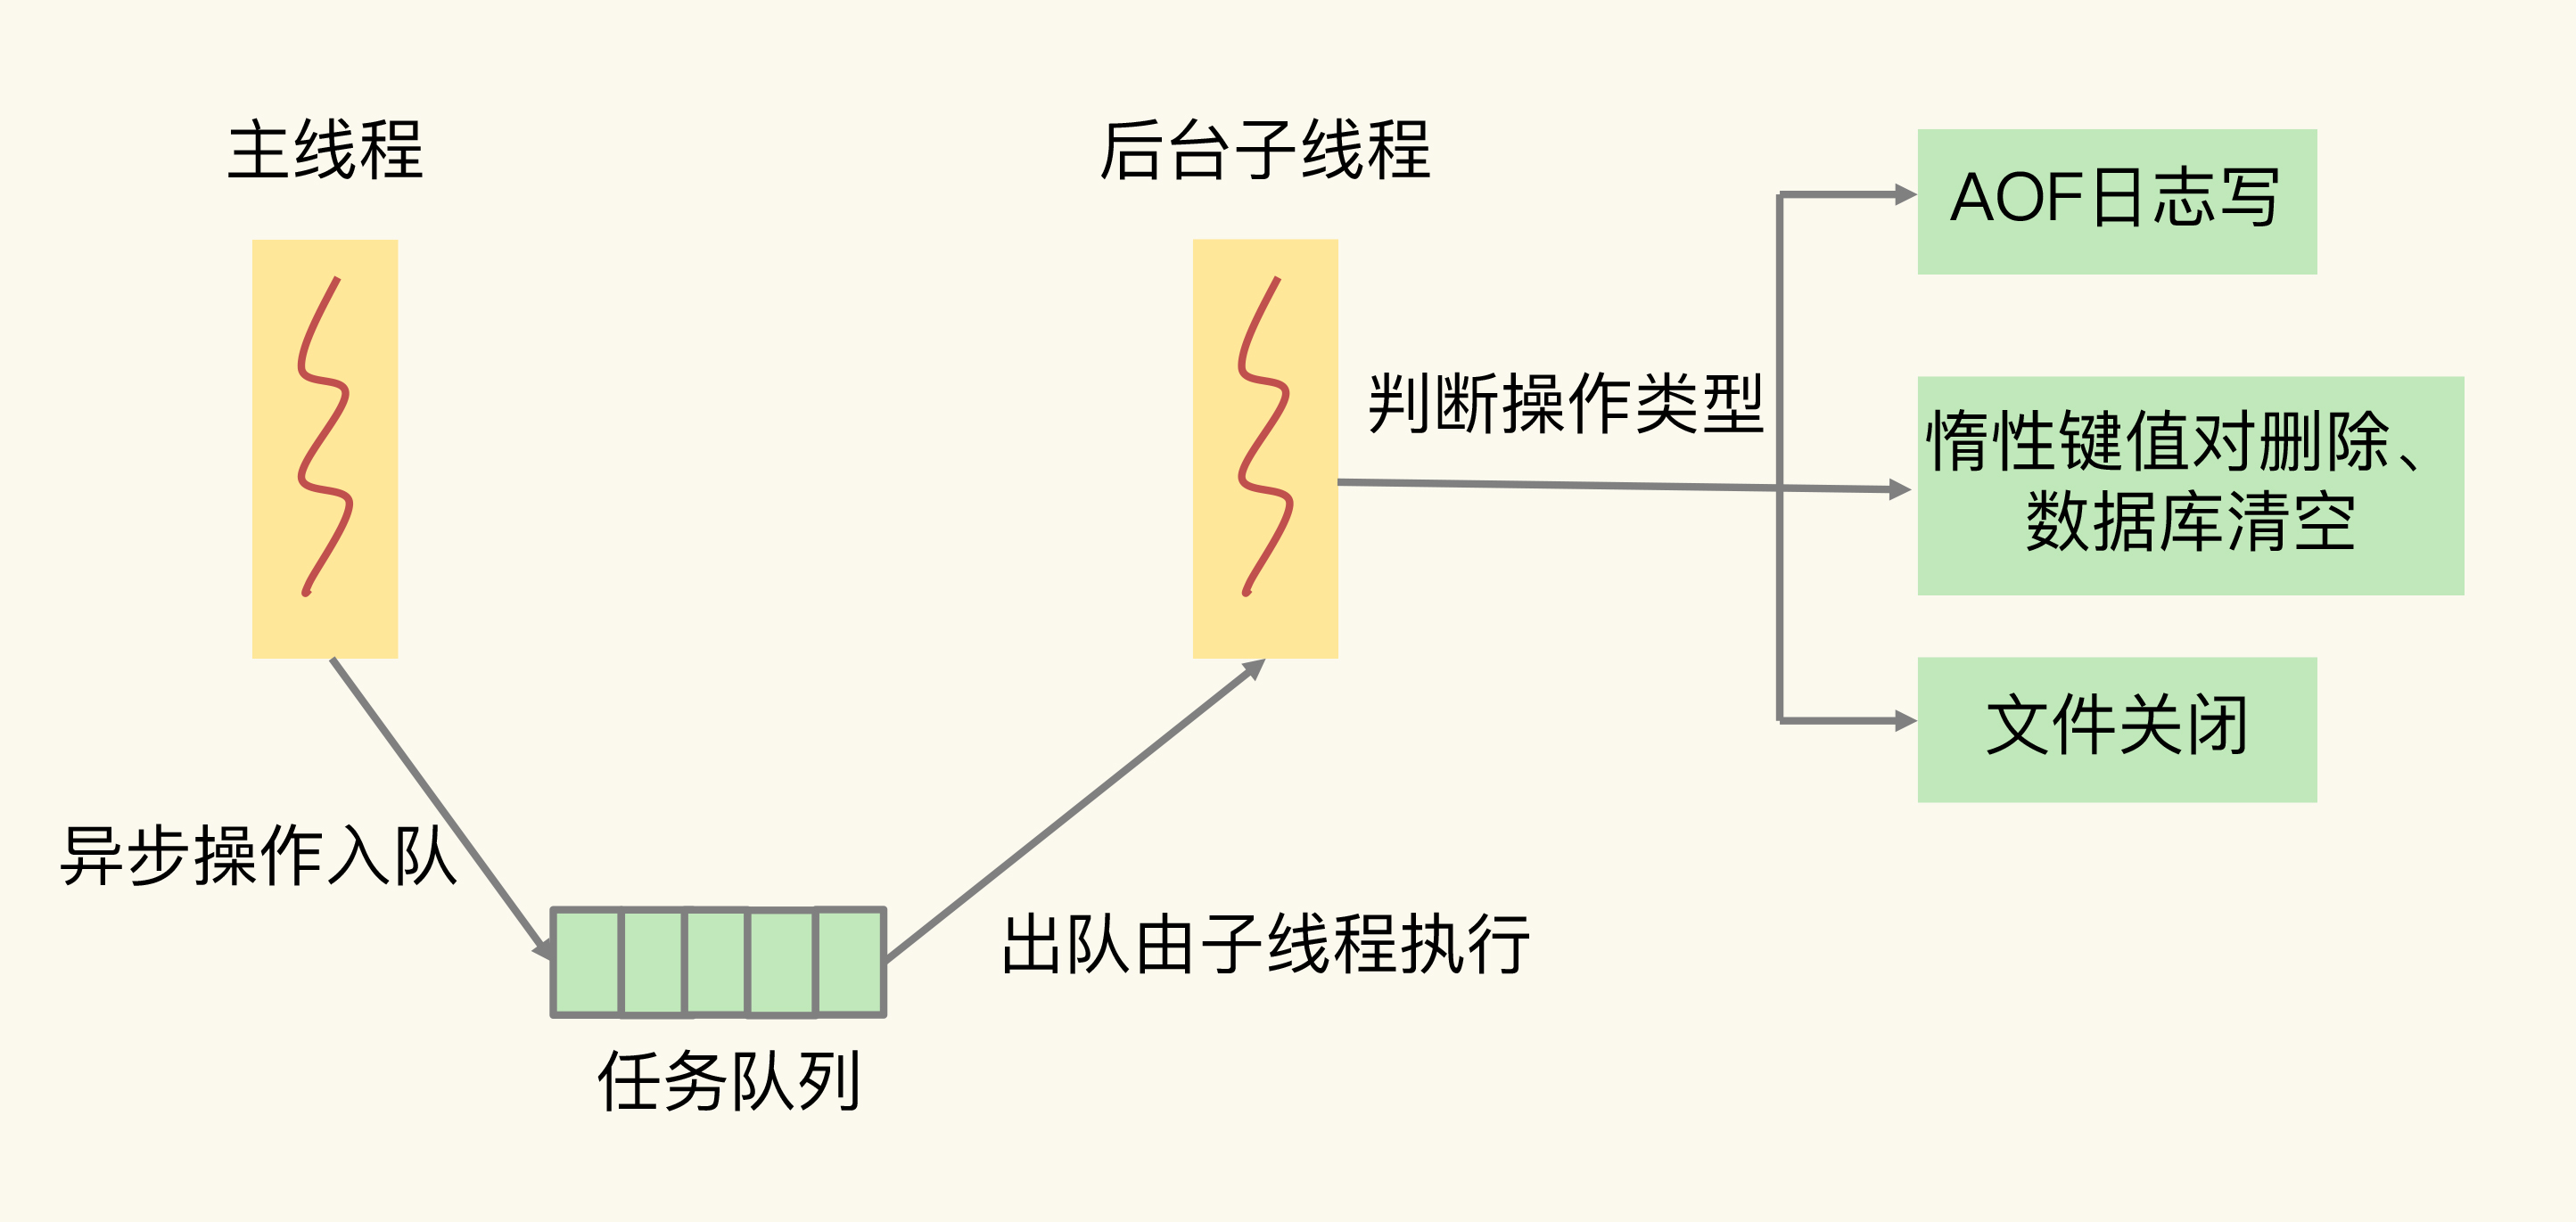 主线程
后台子线程
AOF日志写
判断操作类型
惰性键值对删除、
数据库清空
文件关闭
异步操作入队
出队由子线程执行
任务队列